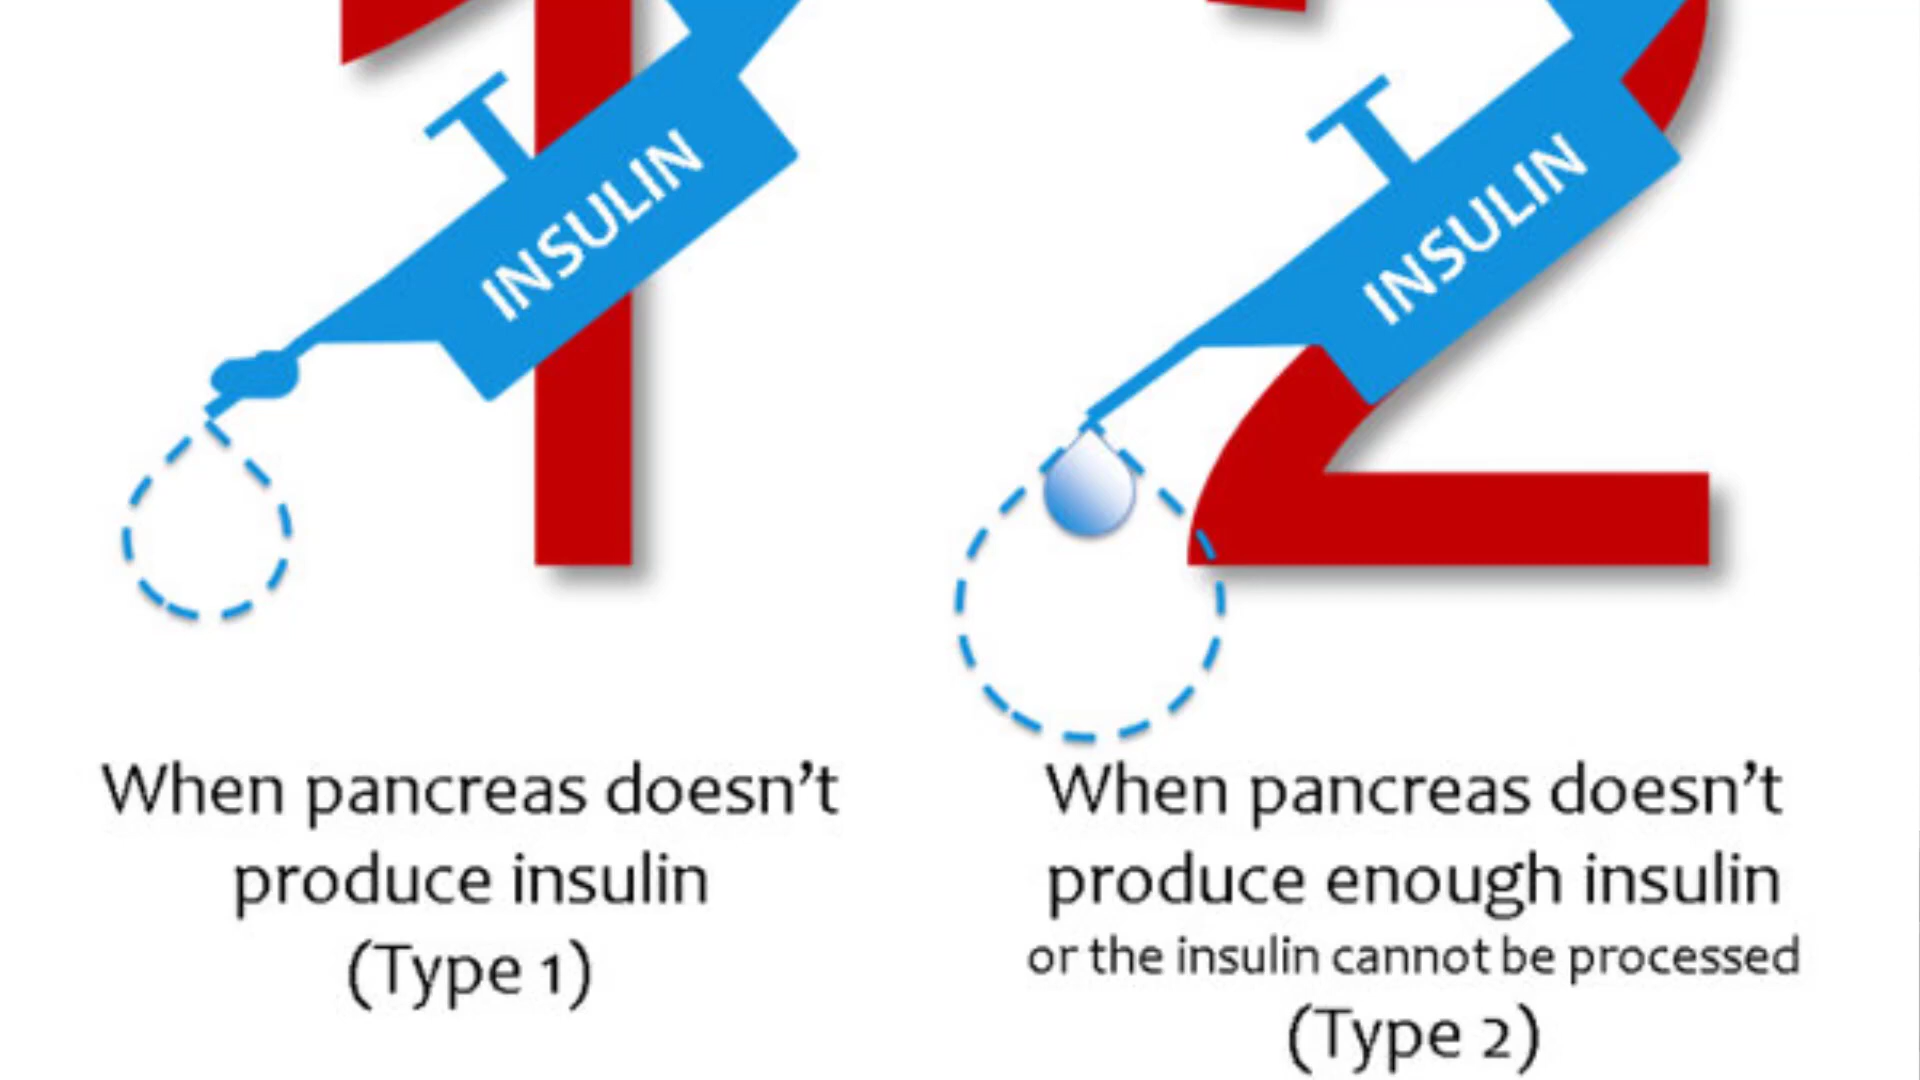 INSULIN
When pancreas doesn't
produce insulin
(Type 1)
INSULIN
When pancreas doesn't
produce enough insulin
or the insulin cannot be processed
(Type 2)